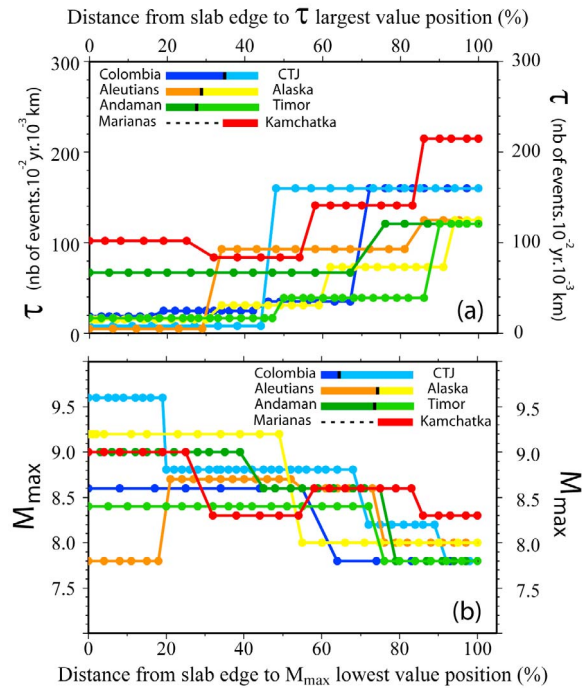 Distance from slab edge to τ largest value position (%)
0 20 40 60 80 100
300 300
200 200
100 100
0 0
τ (nb of events.10⁻² yr.10⁻³ km)
τ (nb of events.10⁻² yr.10⁻³ km)
Colombia CTJ
Aleutians Alaska
Andaman Timor
Marianas Kamchatka
(a)
Colombia CTJ
Aleutians Alaska
Andaman Timor
Marianas Kamchatka
9.5 9.5
9.0 9.0
8.5 8.5
8.0 8.0
7.5 7.5
Mmax
Mmax
(b)
0 20 40 60 80 100
Distance from slab edge to Mmax lowest value position (%)